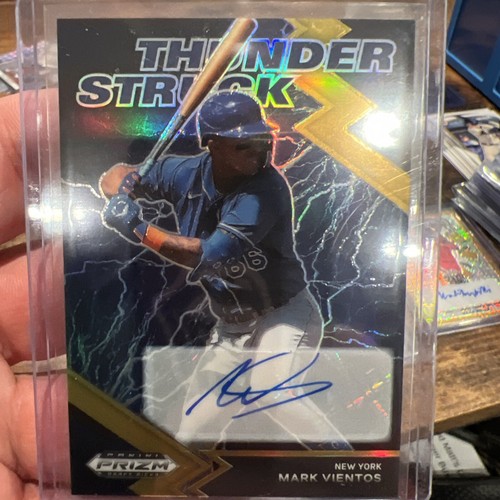 THUNDER
STRUCK
66
NEW YORK
MARK VIENTOS
PANINI
PRIZM